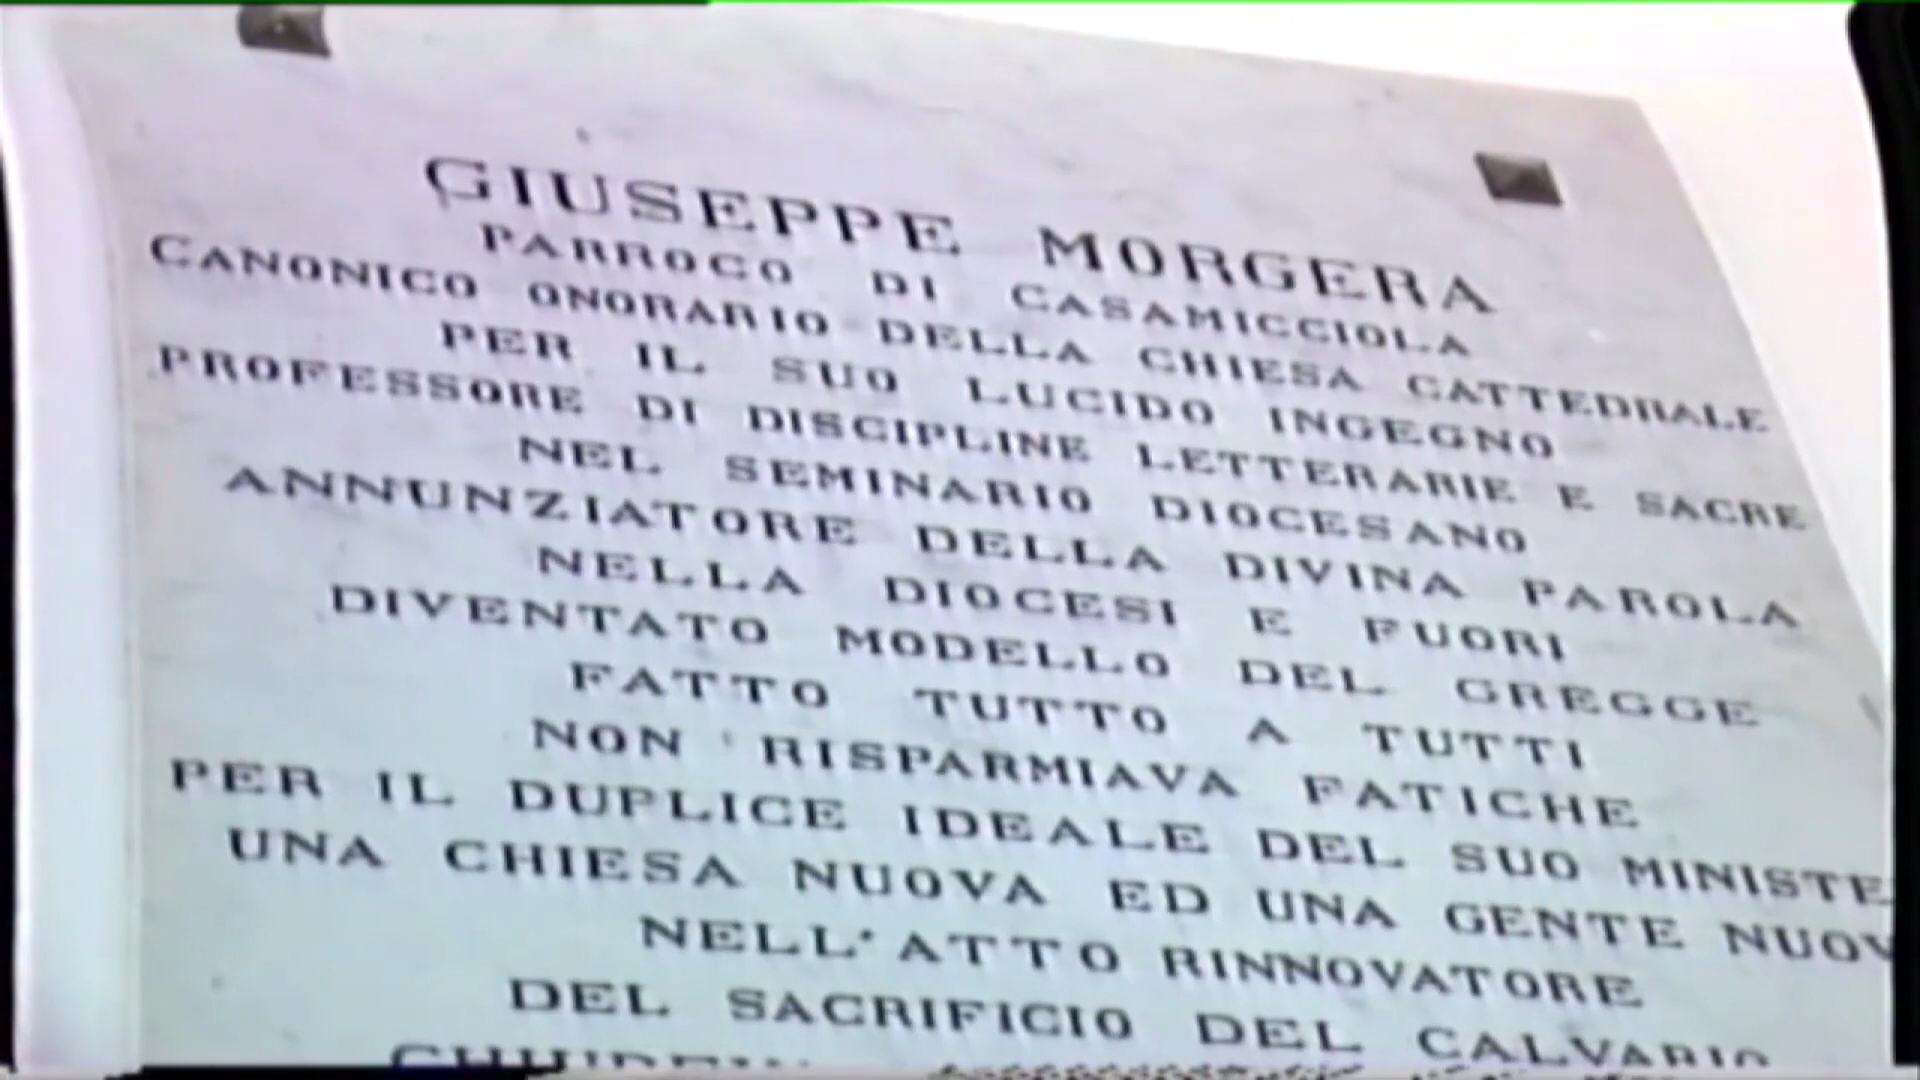 GIUSEPPE MORGERA
PARROCO DI CASAMICCIOLA
CANONICO ONORARIO DELLA CHIESA CATTEDRALE
PER IL SUO LUCIDO INGEGNO
PROFESSORE DI DISCIPLINE LETTERARIE E SACRE
NEL SEMINARIO DIOCESANO
ANNUNZIATORE DELLA DIVINA PAROLA
NELLA DIOCESI E FUORI
DIVENTATO MODELLO DEL GREGGE
FATTO TUTTO A TUTTI
NON RISPARMIAVA FATICHE
PER IL DUPLICE IDEALE DEL SUO MINISTE
UNA CHIESA NUOVA ED UNA GENTE NUOV
NELL'ATTO RINNOVATORE
DEL SACRIFICIO DEL CALVARIO